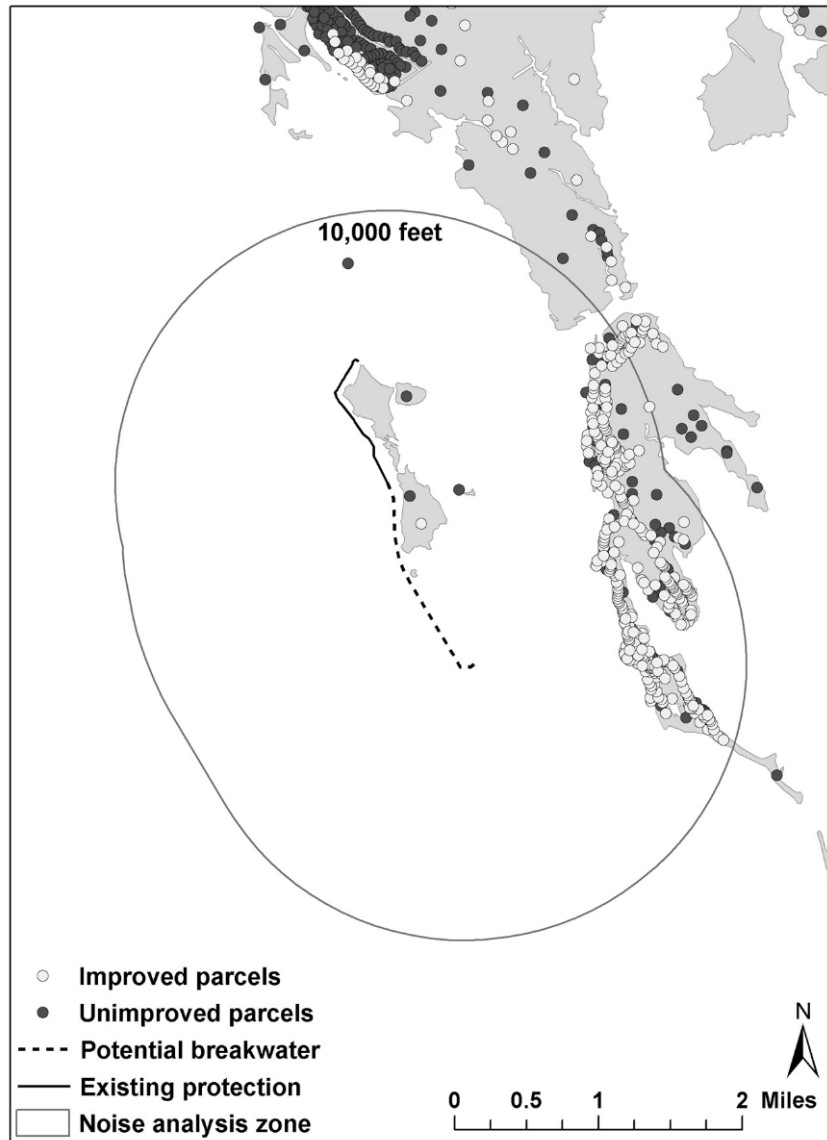 10,000 feet
Improved parcels
Unimproved parcels
Potential breakwater
Existing protection
Noise analysis zone
N
0 0.5 1 2 Miles